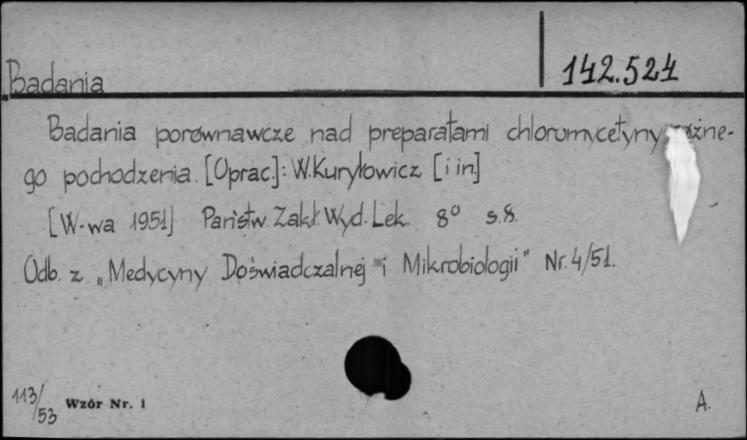 Badania
142.524
Badania porównawcze nad preparatami chloromycetyny
go pochodzenia. [Oprac.]: W. Kuryłowicz [i in.]
[W-wa 1951] Państw. Zakł. Wyd. Lek. 8° s. 8.
Odb. z „Medycyny Doświadczalnej i Mikrobiologii" Nr. 4/51.
113/53 Wzór Nr. 1
A.